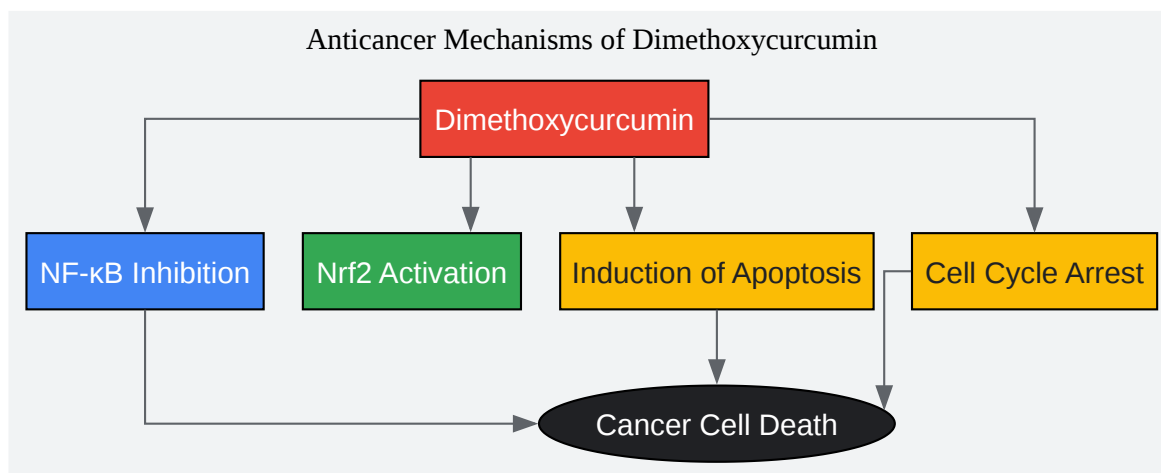 Anticancer Mechanisms of Dimethoxycurcumin
Dimethoxycurcumin
NF-κB Inhibition
Nrf2 Activation
Induction of Apoptosis
Cell Cycle Arrest
Cancer Cell Death